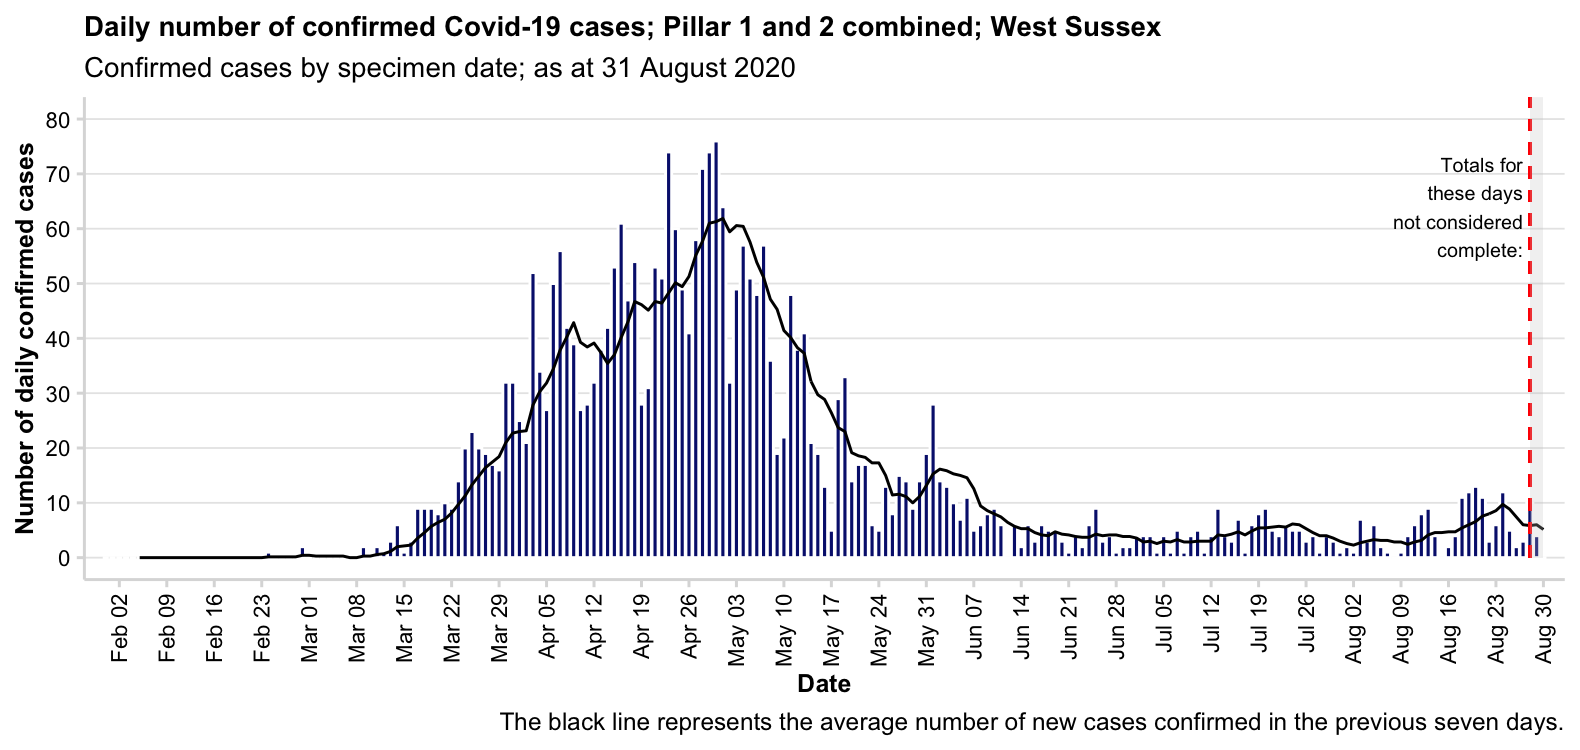 Daily number of confirmed Covid-19 cases; Pillar 1 and 2 combined; West Sussex
Confirmed cases by specimen date; as at 31 August 2020
Number of daily confirmed cases
80
70
60
50
40
30
20
10
0
Totals for
these days
not considered
complete:
Feb 02
Feb 09
Feb 16
Feb 23
Mar 01
Mar 08
Mar 15
Mar 22
Mar 29
Apr 05
Apr 12
Apr 19
Apr 26
May 03
May 10
May 17
May 24
May 31
Jun 07
Jun 14
Jun 21
Jun 28
Jul 05
Jul 12
Jul 19
Jul 26
Aug 02
Aug 09
Aug 16
Aug 23
Aug 30
Date
The black line represents the average number of new cases confirmed in the previous seven days.